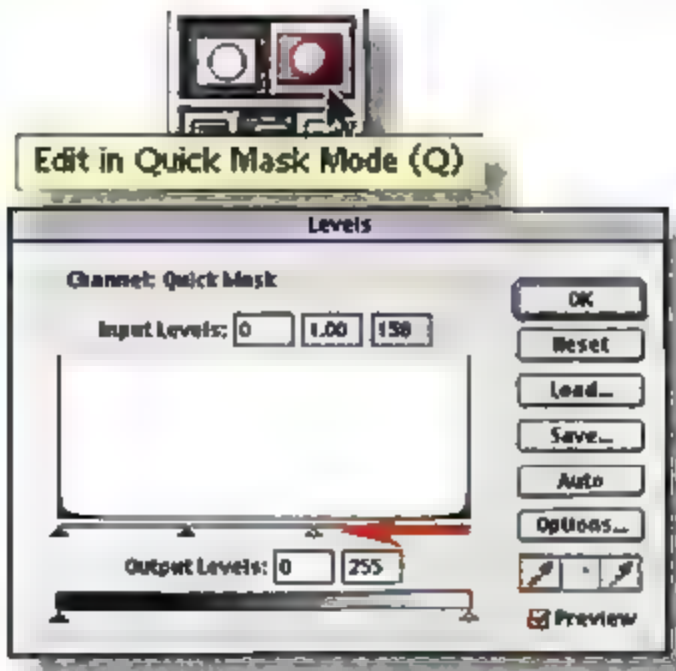 Edit in Quick Mask Mode (Q)
Levels
Channel: Quick Mask
Input Levels: 0 1.00 158
OK
Reset
Load...
Save...
Auto
Options...
Output Levels: 0 255
Preview